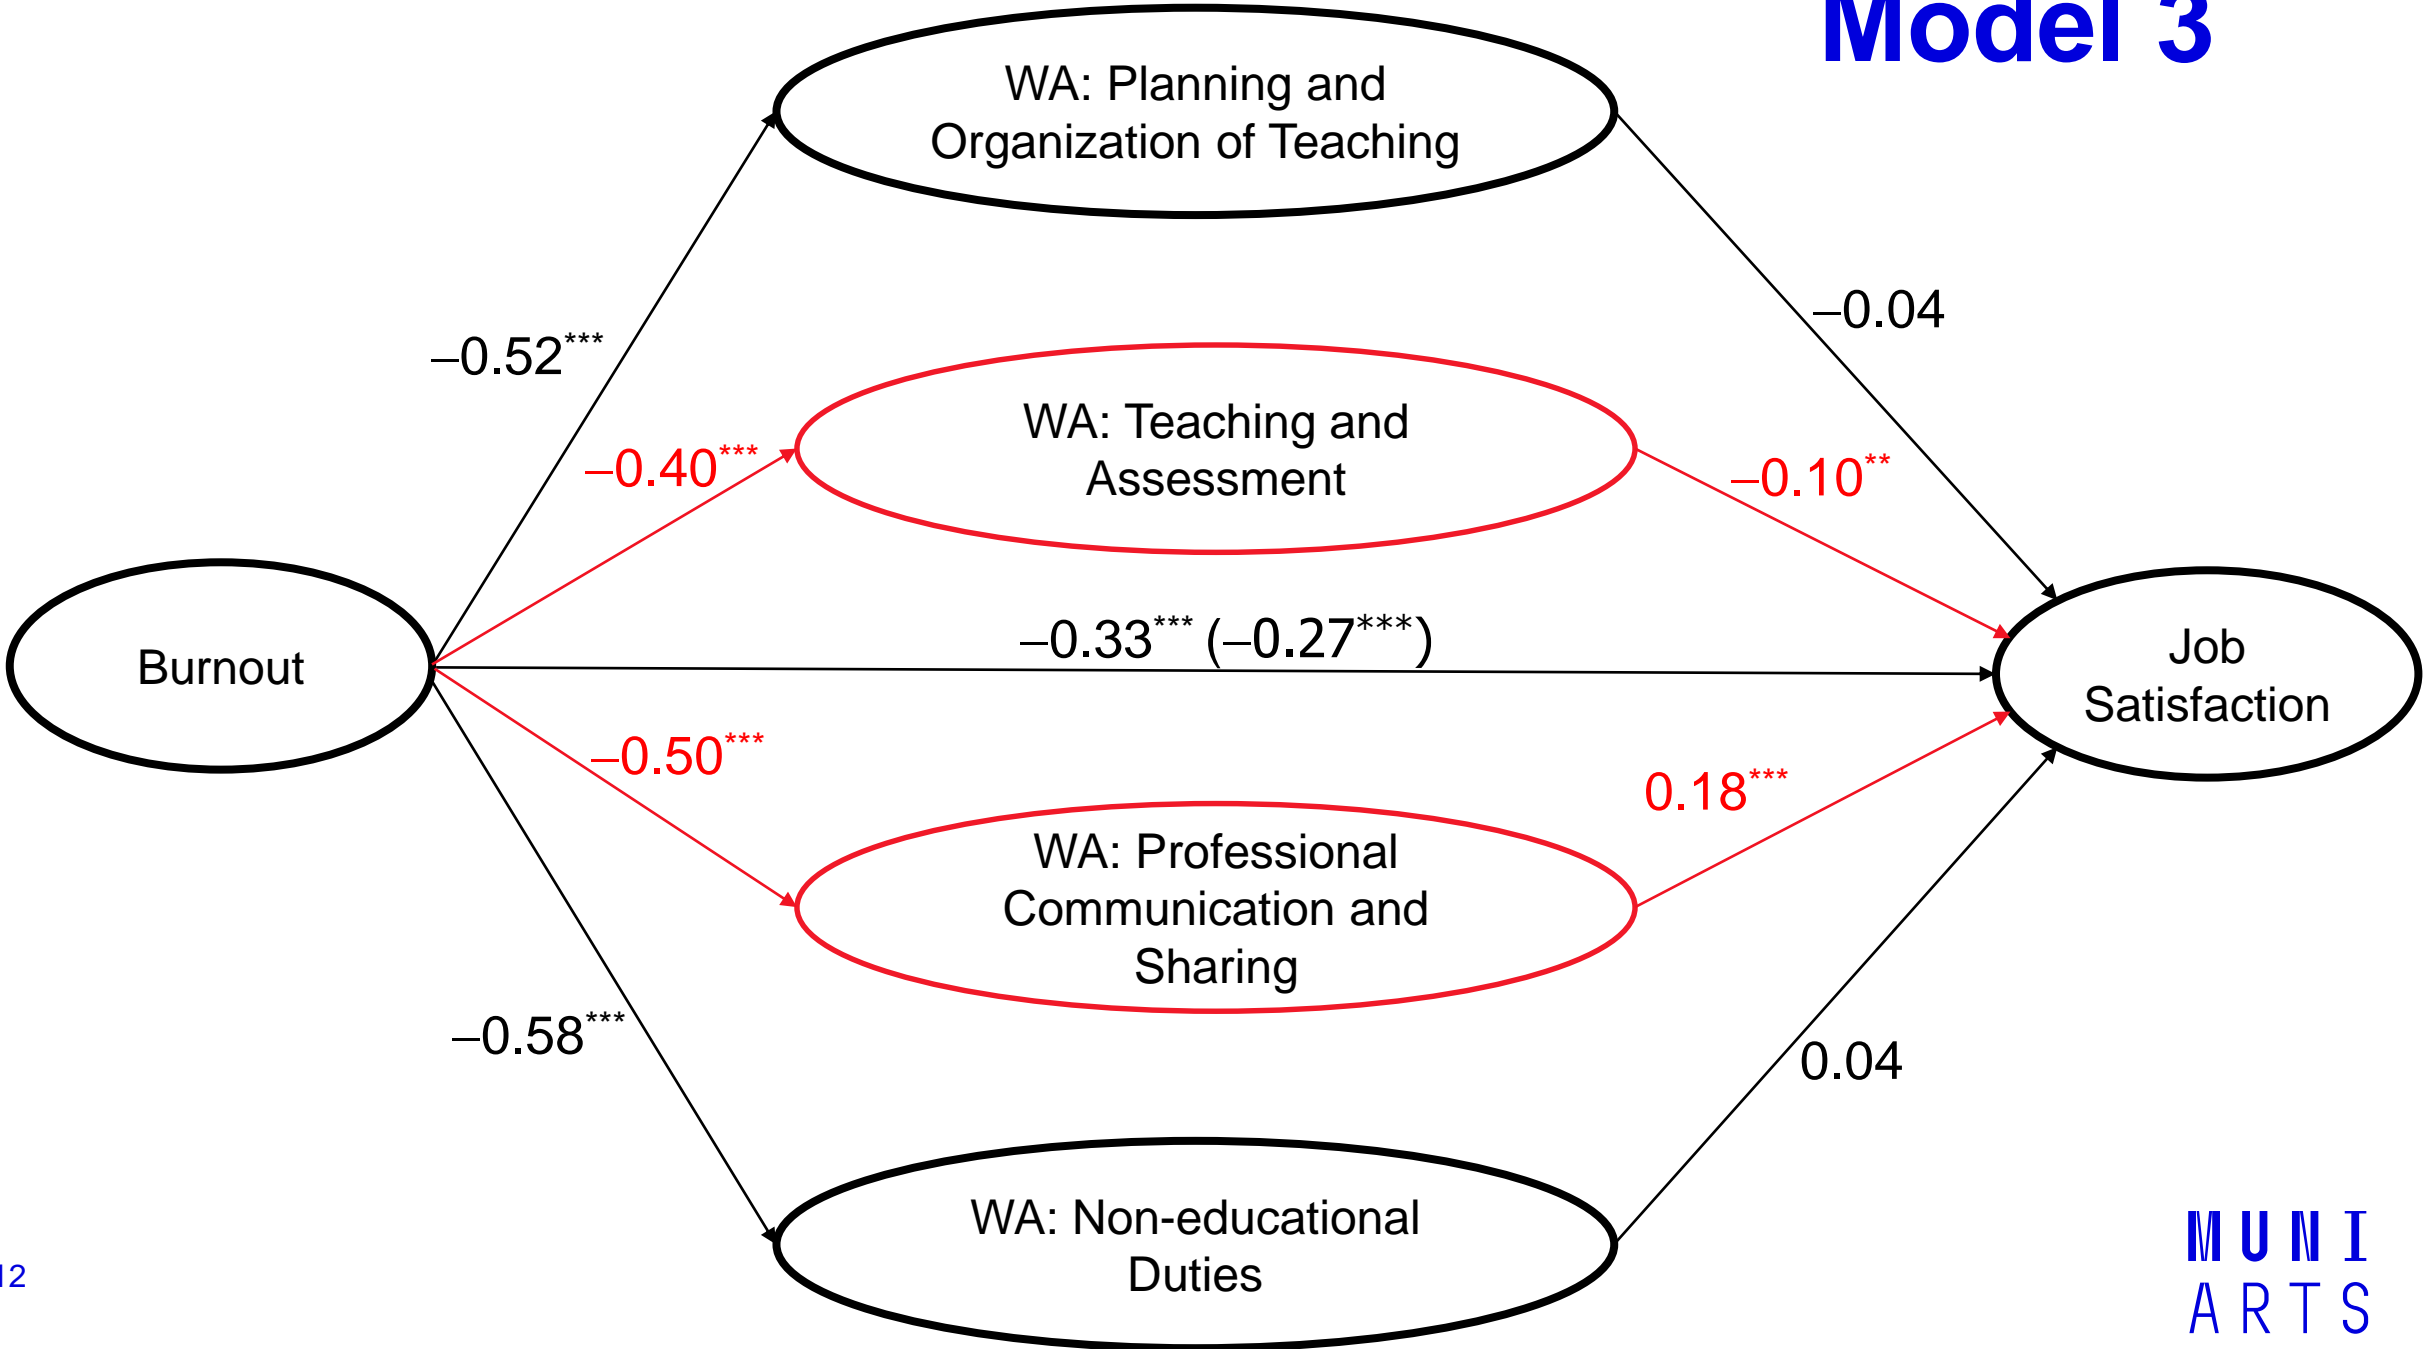 Model 3
WA: Planning and
Organization of Teaching
–0.52***
–0.04
WA: Teaching and
Assessment
–0.40***
–0.10**
Burnout
–0.33*** (–0.27***)
Job
Satisfaction
–0.50***
0.18***
WA: Professional
Communication and
Sharing
–0.58***
0.04
WA: Non-educational
Duties
12
MUNI
ARTS